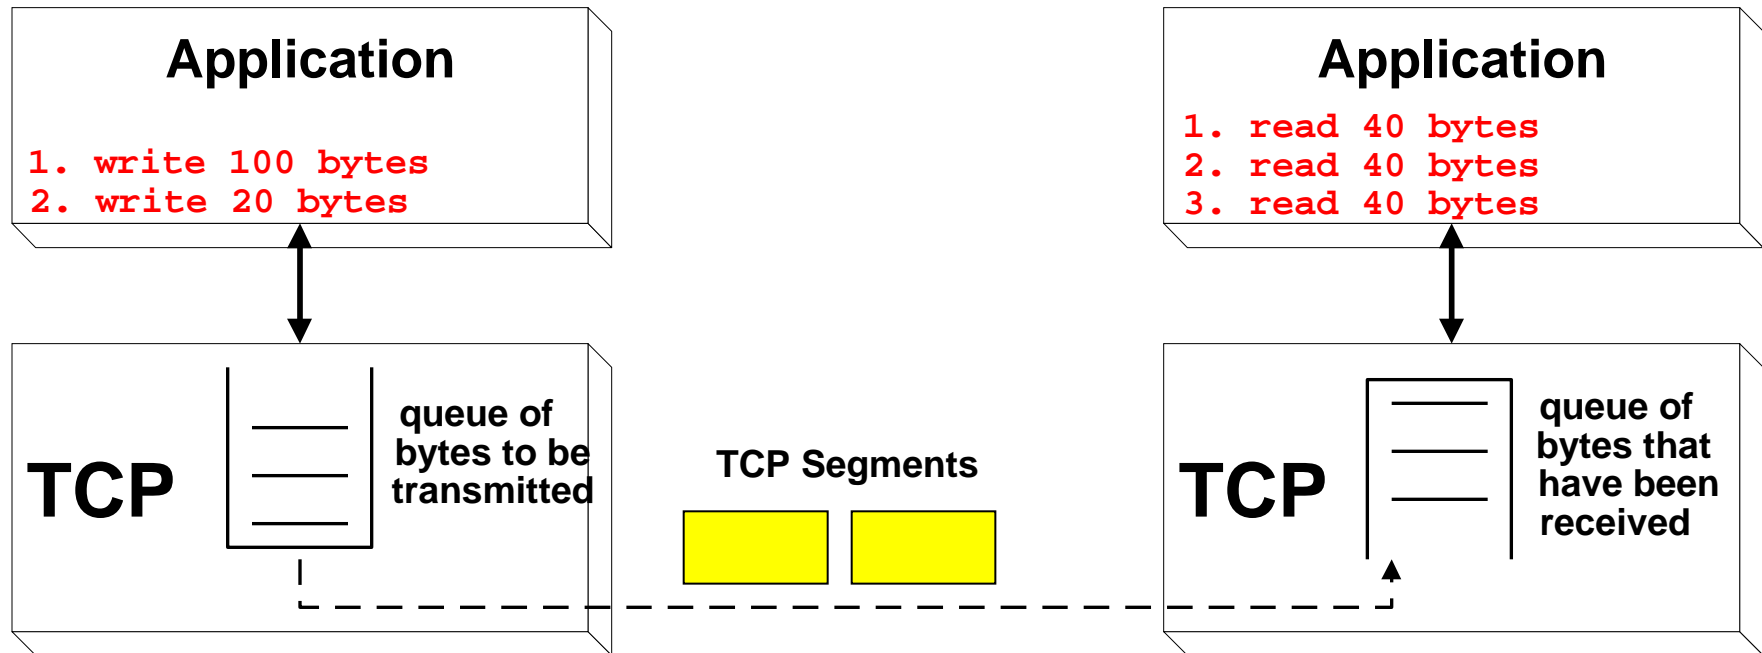 Application
1. write 100 bytes
2. write 20 bytes
Application
1. read 40 bytes
2. read 40 bytes
3. read 40 bytes
TCP
queue of
bytes to be
transmitted
TCP Segments
TCP
queue of
bytes that
have been
received